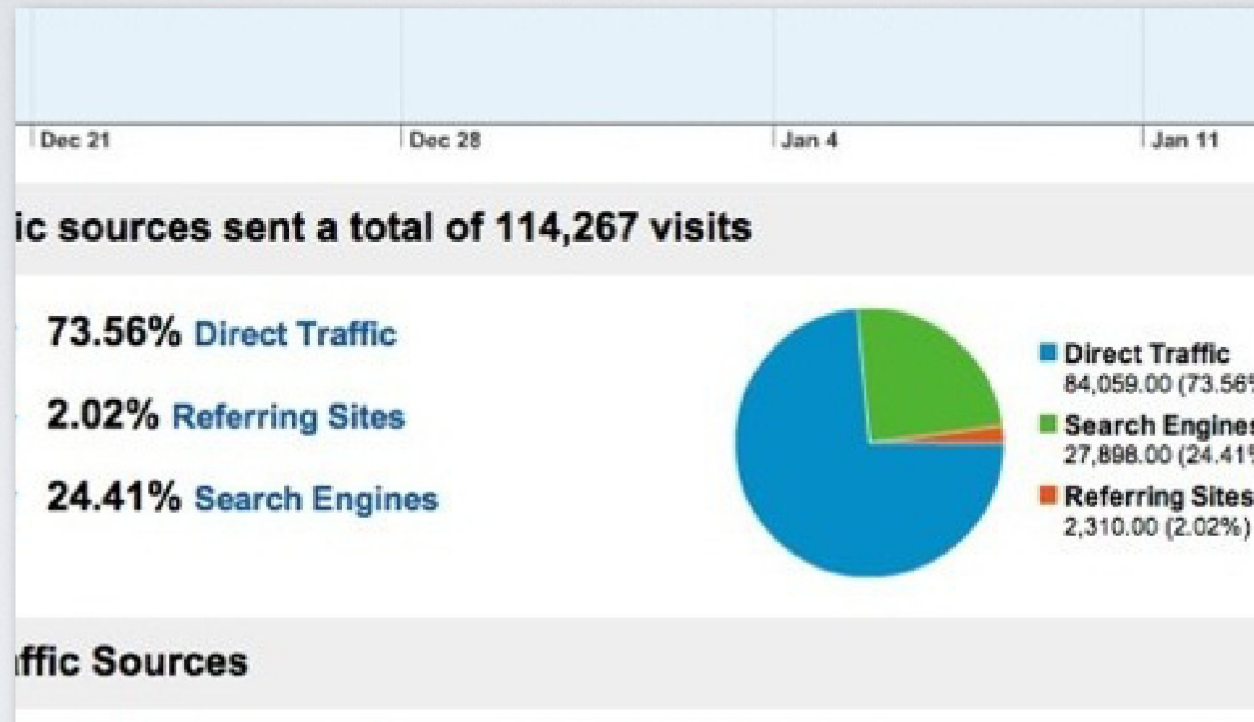 Dec 21 Dec 28 Jan 4 Jan 11
ic sources sent a total of 114,267 visits
73.56% Direct Traffic
2.02% Referring Sites
24.41% Search Engines
Direct Traffic
84,059.00 (73.56%
Search Engines
27,898.00 (24.41%
Referring Sites
2,310.00 (2.02%)
affic Sources